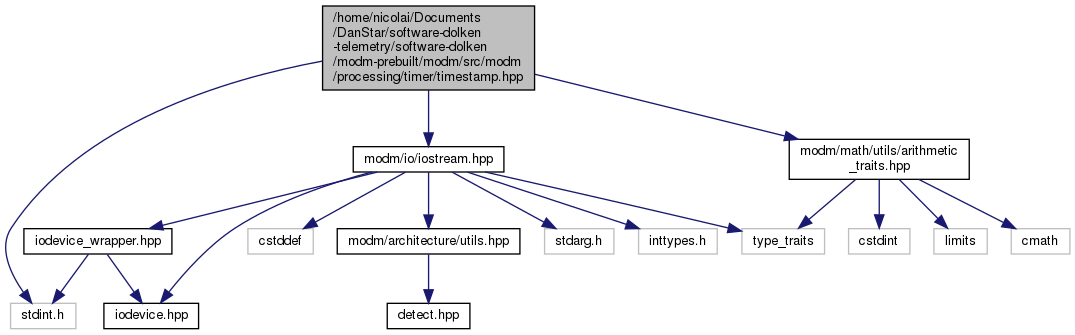 /home/nicolai/Documents
/DanStar/software-dolken
-telemetry/software-dolken
/modm-prebuilt/modm/src/modm
/processing/timer/timestamp.hpp
modm/io/iostream.hpp
modm/math/utils/arithmetic
_traits.hpp
iodevice_wrapper.hpp
cstddef
modm/architecture/utils.hpp
stdarg.h
inttypes.h
type_traits
cstdint
limits
cmath
stdint.h
iodevice.hpp
detect.hpp